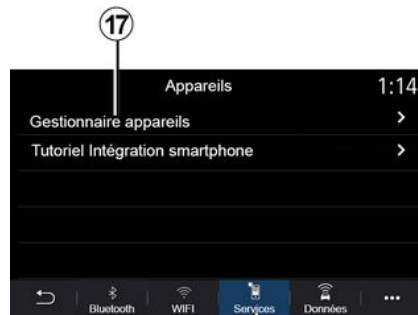 17
Appareils 1:14
Gestionnaire appareils
Tutoriel Intégration smartphone
Bluetooth WIFI Services Données